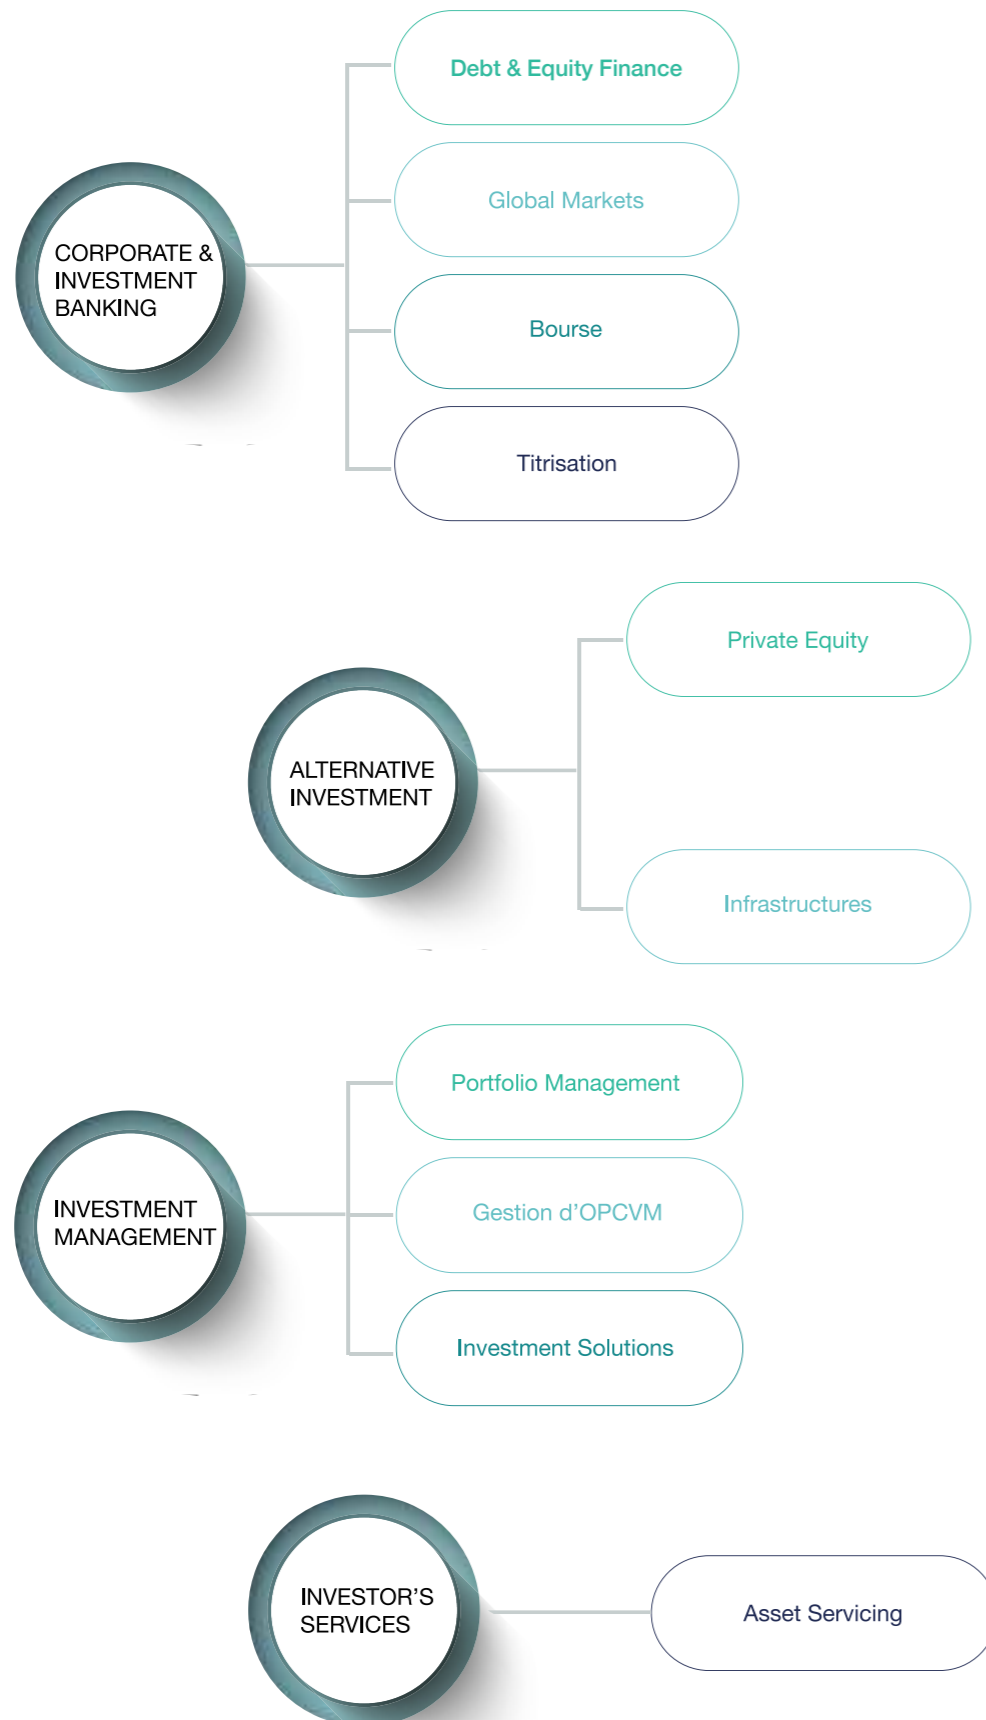 Debt & Equity Finance
Global Markets
CORPORATE &
INVESTMENT
BANKING
Bourse
Titrisation
Private Equity
ALTERNATIVE
INVESTMENT
Infrastructures
Portfolio Management
INVESTMENT
MANAGEMENT
Gestion d’OPCVM
Investment Solutions
INVESTOR’S
SERVICES
Asset Servicing